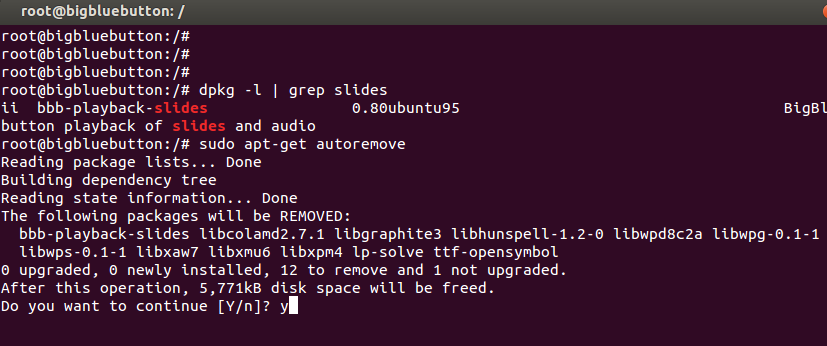 root@bigbluebutton: /
root@bigbluebutton:/#
root@bigbluebutton:/#
root@bigbluebutton:/#
root@bigbluebutton:/# dpkg -l | grep slides
ii  bbb-playback-slides                0.80ubuntu95                                BigBl
button playback of slides and audio
root@bigbluebutton:/# sudo apt-get autoremove
Reading package lists... Done
Building dependency tree
Reading state information... Done
The following packages will be REMOVED:
  bbb-playback-slides libcolamd2.7.1 libgraphite3 libhunspell-1.2-0 libwpd8c2a libwpg-0.1-1
  libwps-0.1-1 libxaw7 libxmu6 libxpm4 lp-solve ttf-opensymbol
0 upgraded, 0 newly installed, 12 to remove and 1 not upgraded.
After this operation, 5,771kB disk space will be freed.
Do you want to continue [Y/n]? y